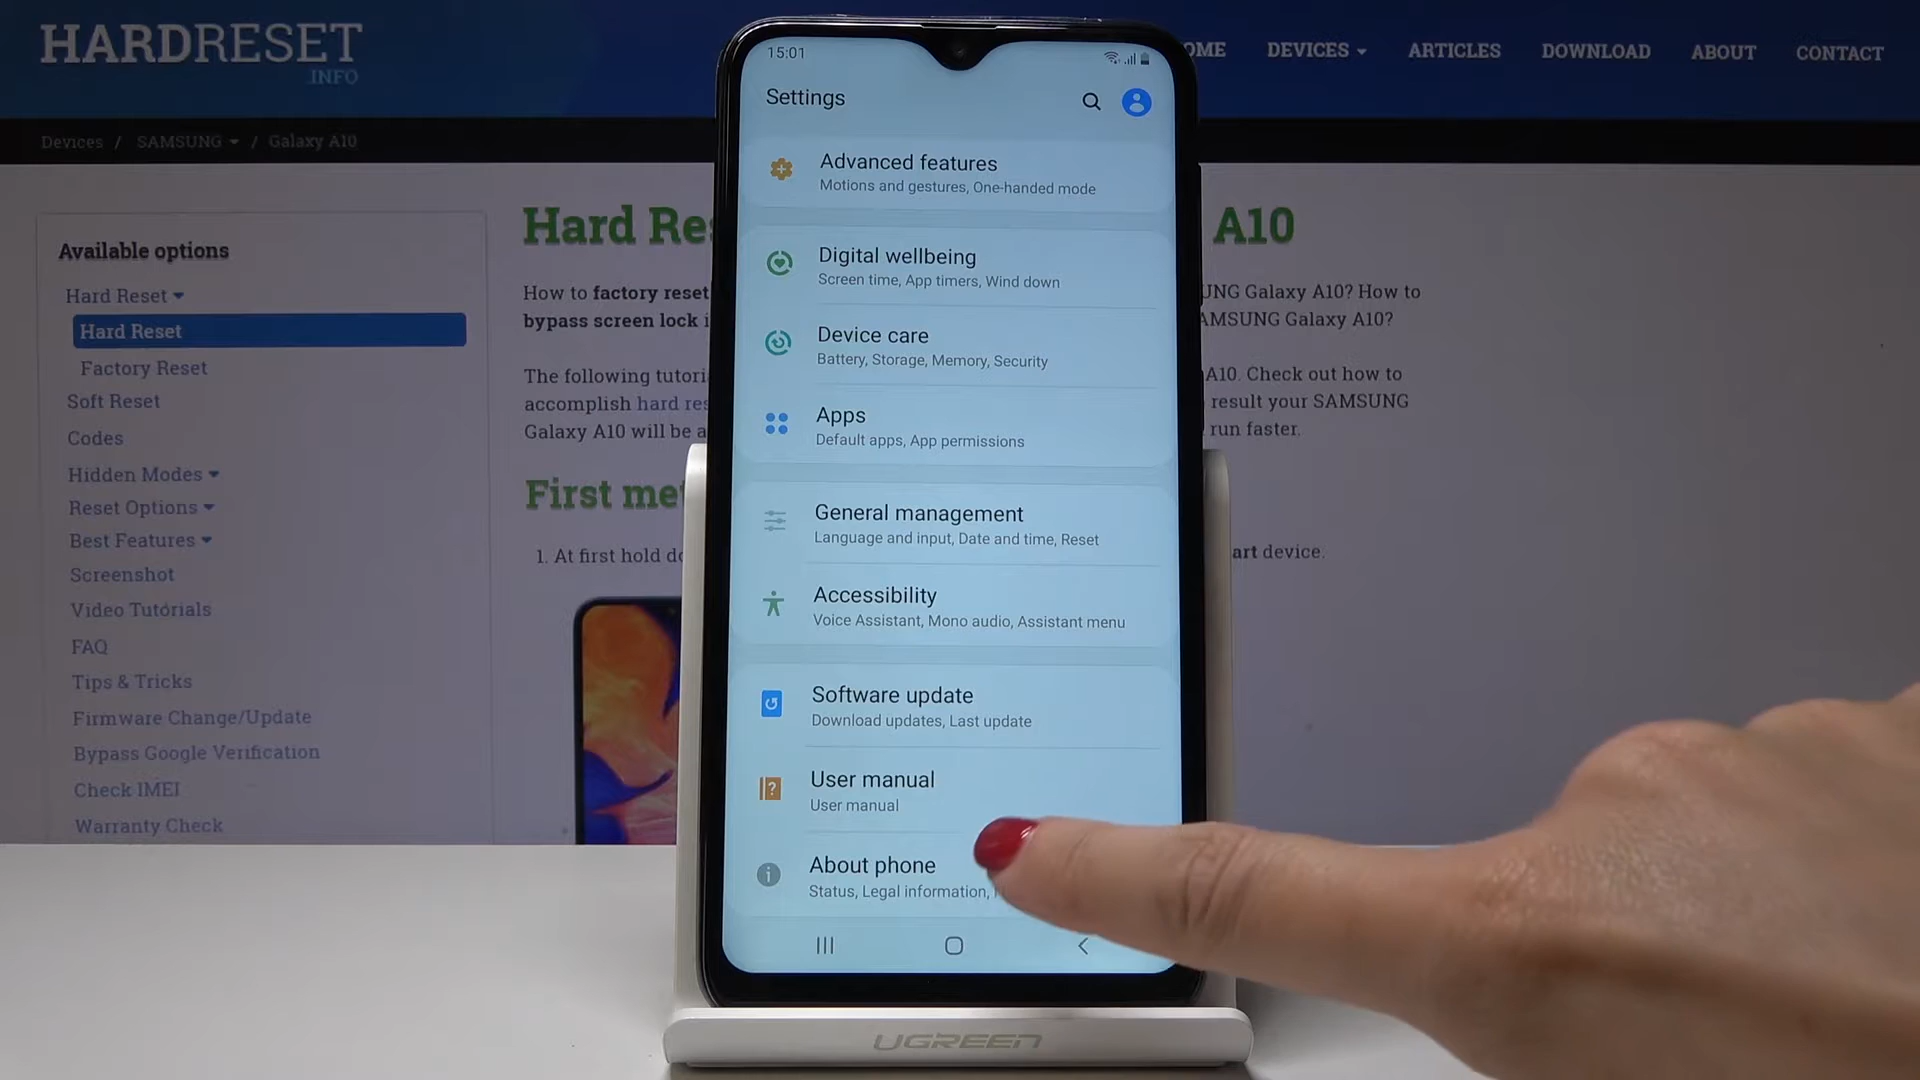 HARDRESET
.INFO
OME DEVICES ARTICLES DOWNLOAD ABOUT CONTACT
Devices / SAMSUNG / Galaxy A10
Available options
Hard Reset
Hard Reset
Factory Reset
Soft Reset
Codes
Hidden Modes
Reset Options
Best Features
Screenshot
Video Tutorials
FAQ
Tips & Tricks
Firmware Change/Update
Bypass Google Verification
Check IMEI
Warranty Check
Hard Re A10
How to factory reset UNG Galaxy A10? How to
bypass screen lock AMSUNG Galaxy A10?
The following tutori A10. Check out how to
accomplish hard res result your SAMSUNG
Galaxy A10 will be a run faster.
First me
1. At first hold do art device.
15:01
Settings
Advanced features
Motions and gestures, One-handed mode
Digital wellbeing
Screen time, App timers, Wind down
Device care
Battery, Storage, Memory, Security
Apps
Default apps, App permissions
General management
Language and input, Date and time, Reset
Accessibility
Voice Assistant, Mono audio, Assistant menu
Software update
Download updates, Last update
User manual
User manual
About phone
Status, Legal information,
UGREEN